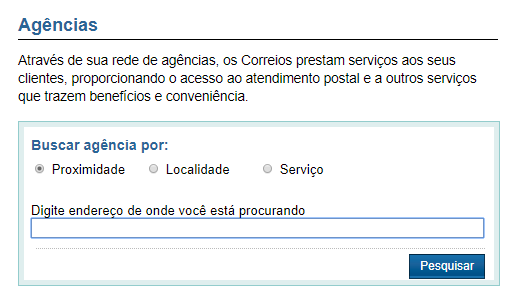 Agências
Através de sua rede de agências, os Correios prestam serviços aos seus
clientes, proporcionando o acesso ao atendimento postal e a outros serviços
que trazem benefícios e conveniência.
Buscar agência por:
Proximidade Localidade Serviço
Digite endereço de onde você está procurando
Pesquisar